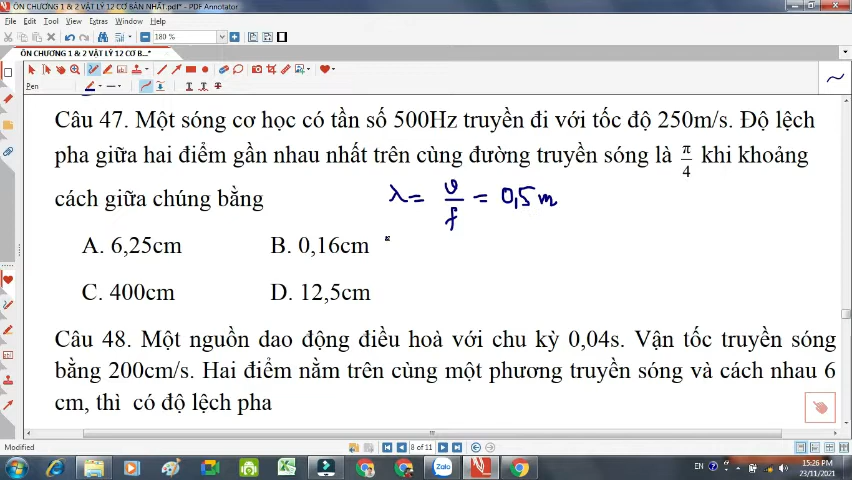 ÔN CHƯƠNG 1 & 2 VẬT LÝ 12 CƠ BẢN NHẤT.pdf* - PDF Annotator
File Edit Tool View Extras Window Help
180 %
ÔN CHƯƠNG 1 & 2 VẬT LÝ 12 CƠ B...*
Pen
Câu 47. Một sóng cơ học có tần số 500Hz truyền đi với tốc độ 250m/s. Độ lệch
pha giữa hai điểm gần nhau nhất trên cùng đường truyền sóng là π/4 khi khoảng
cách giữa chúng bằng
λ = v/f = 0,5m
A. 6,25cm B. 0,16cm
C. 400cm D. 12,5cm
Câu 48. Một nguồn dao động điều hoà với chu kỳ 0,04s. Vận tốc truyền sóng
bằng 200cm/s. Hai điểm nằm trên cùng một phương truyền sóng và cách nhau 6
cm, thì có độ lệch pha
Modified
8 of 11
Zalo
EN
15:26 PM
23/11/2021